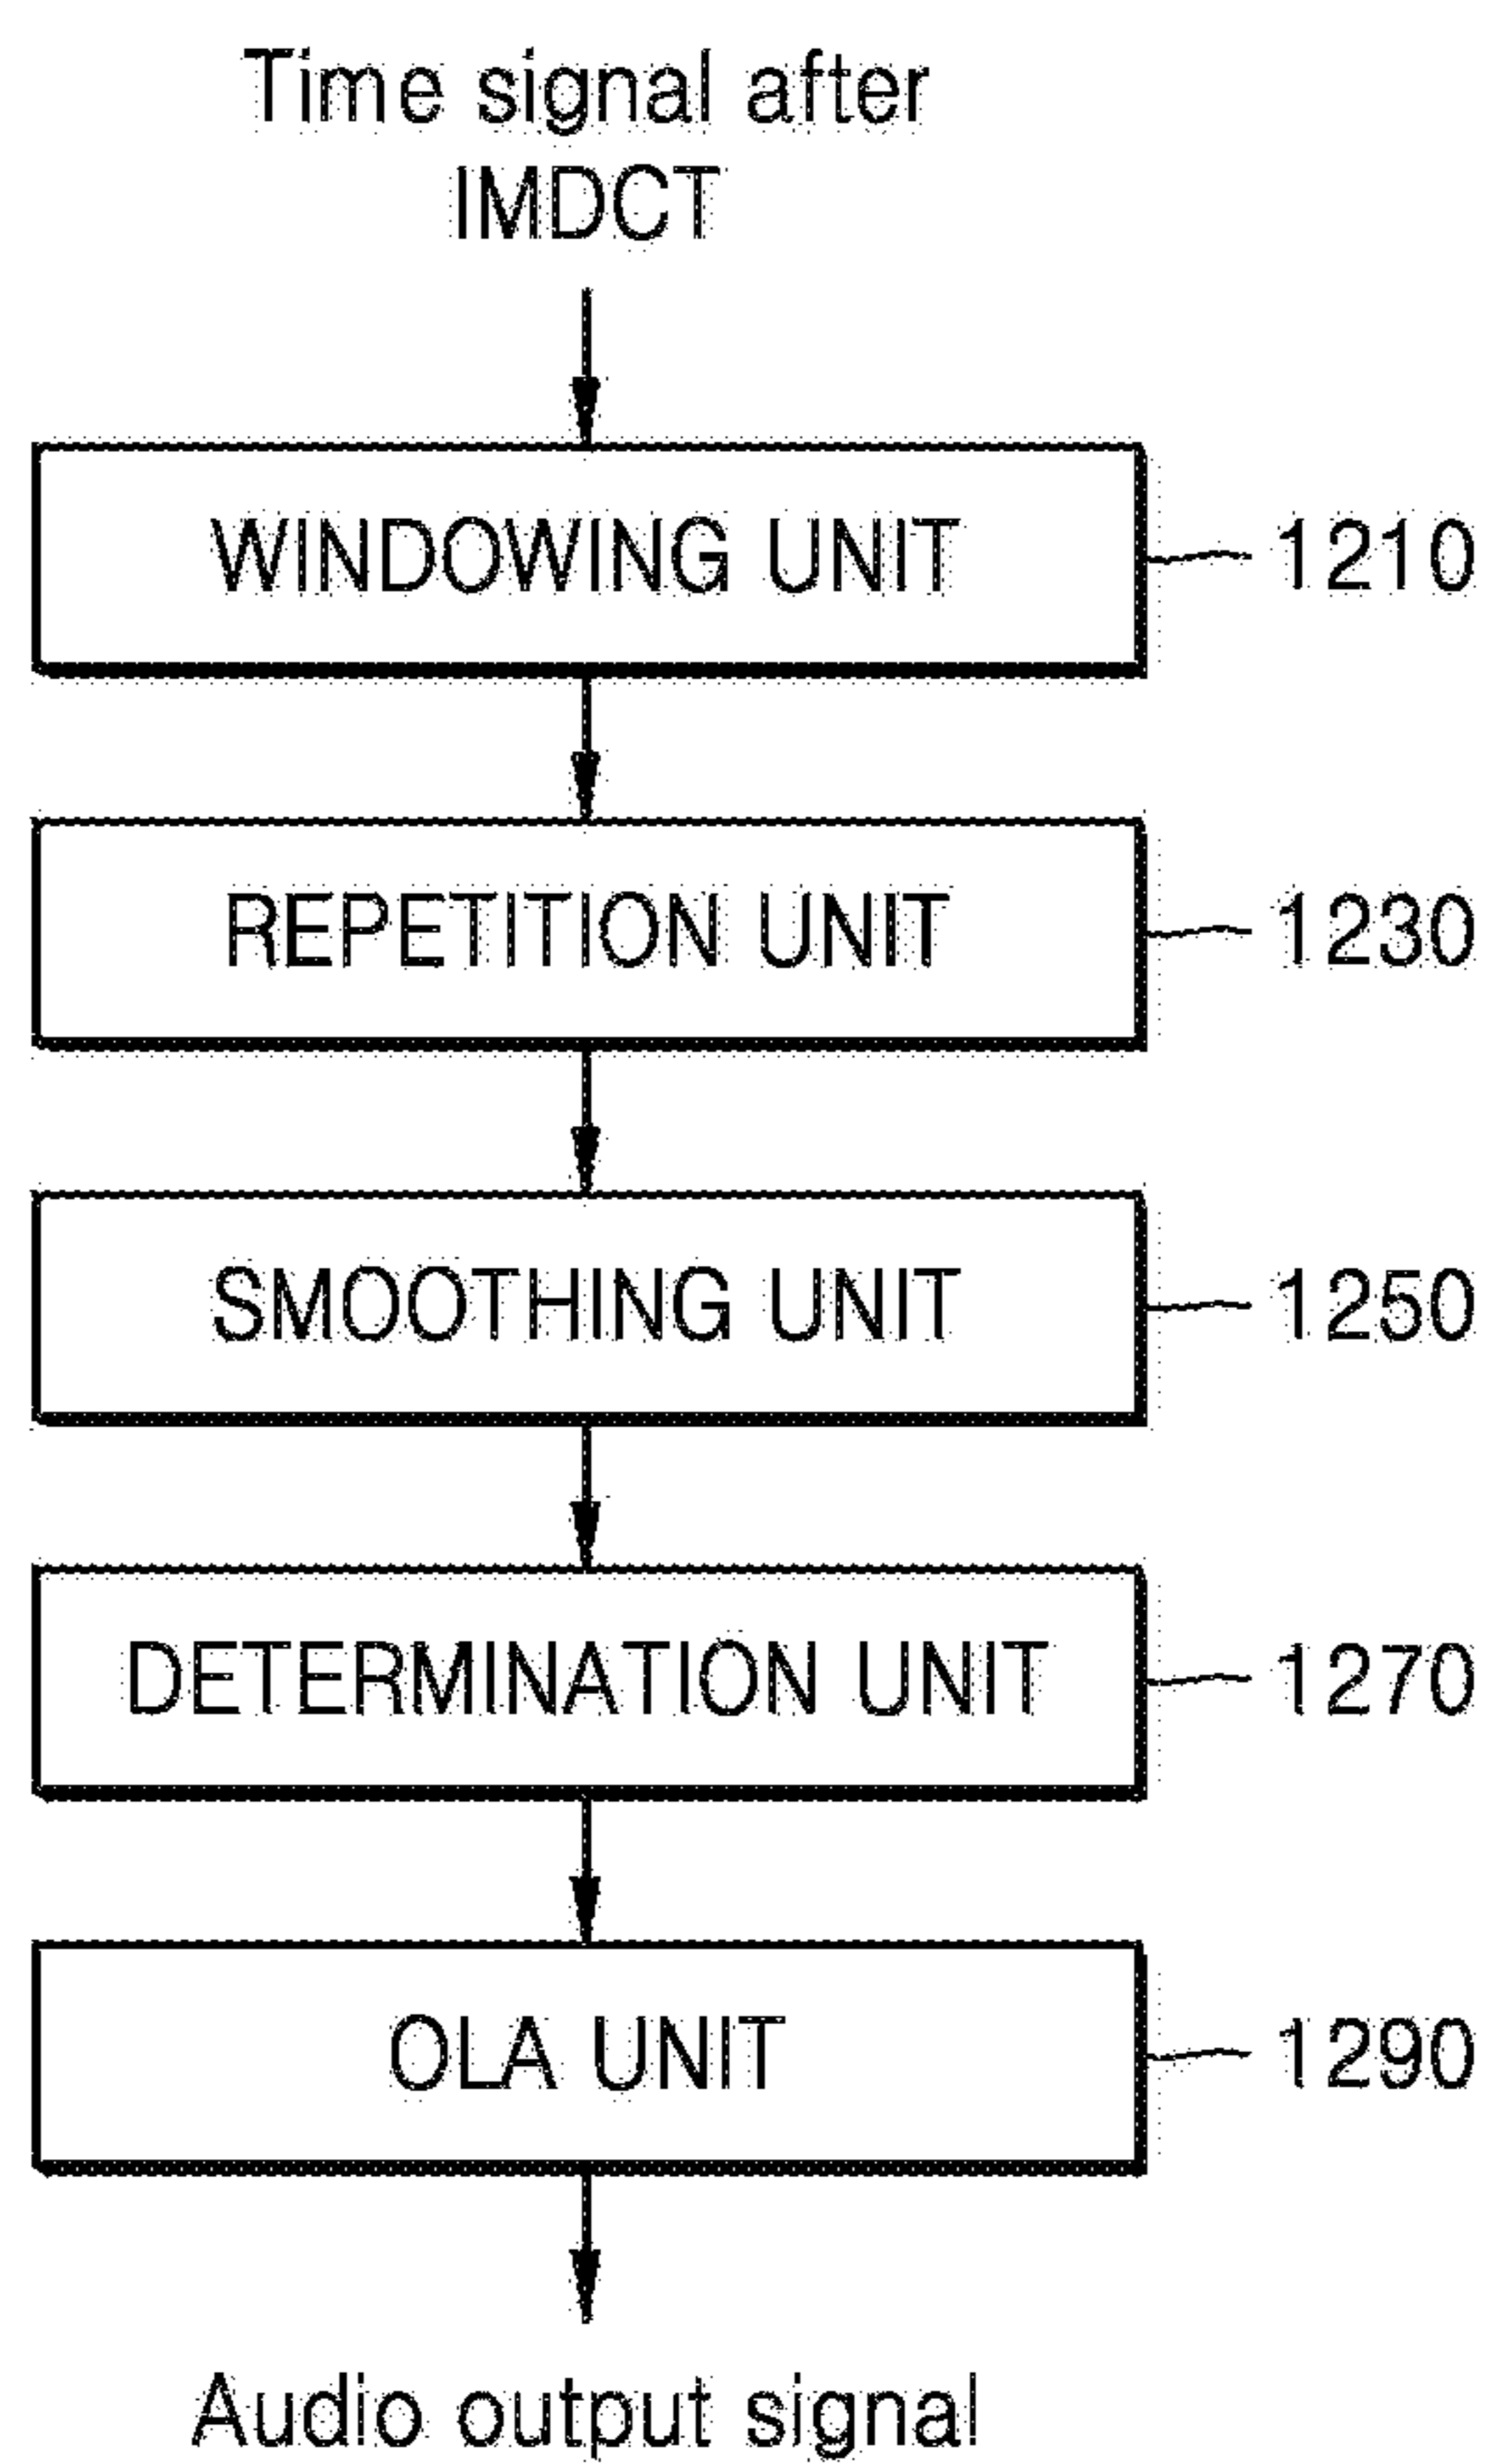 Time signal after
IMDCT
WINDOWING UNIT 1210
REPETITION UNIT 1230
SMOOTHING UNIT 1250
DETERMINATION UNIT 1270
OLA UNIT 1290
Audio output signal